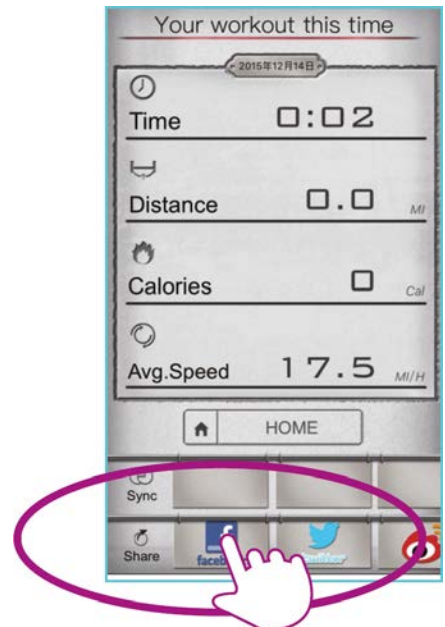 Your workout this time
2015年12月14日
Time 0:02
Distance 0.0 MI
Calories 0 Cal
Avg.Speed 17.5 MI/H
HOME
Sync
Share